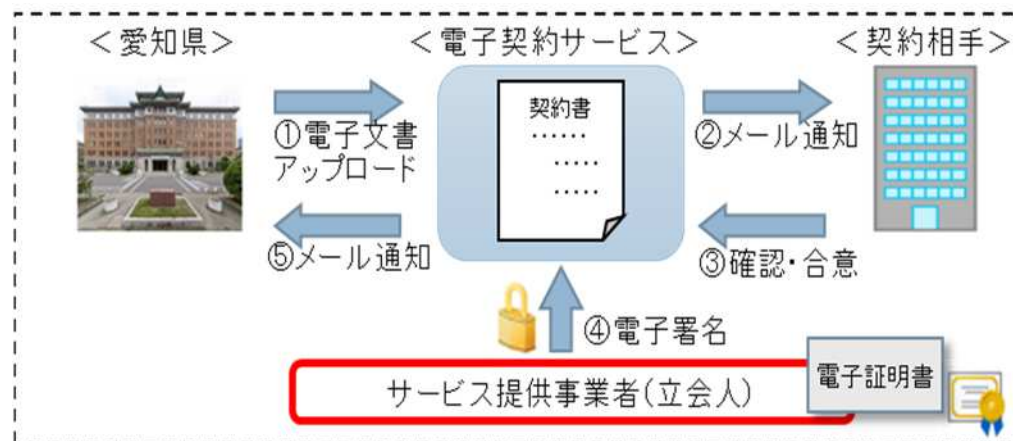 ＜愛知県＞
＜電子契約サービス＞
＜契約相手＞
契約書
……
……
……
①電子文書
アップロード
②メール通知
⑤メール通知
③確認・合意
④電子署名
サービス提供事業者(立会人)
電子証明書